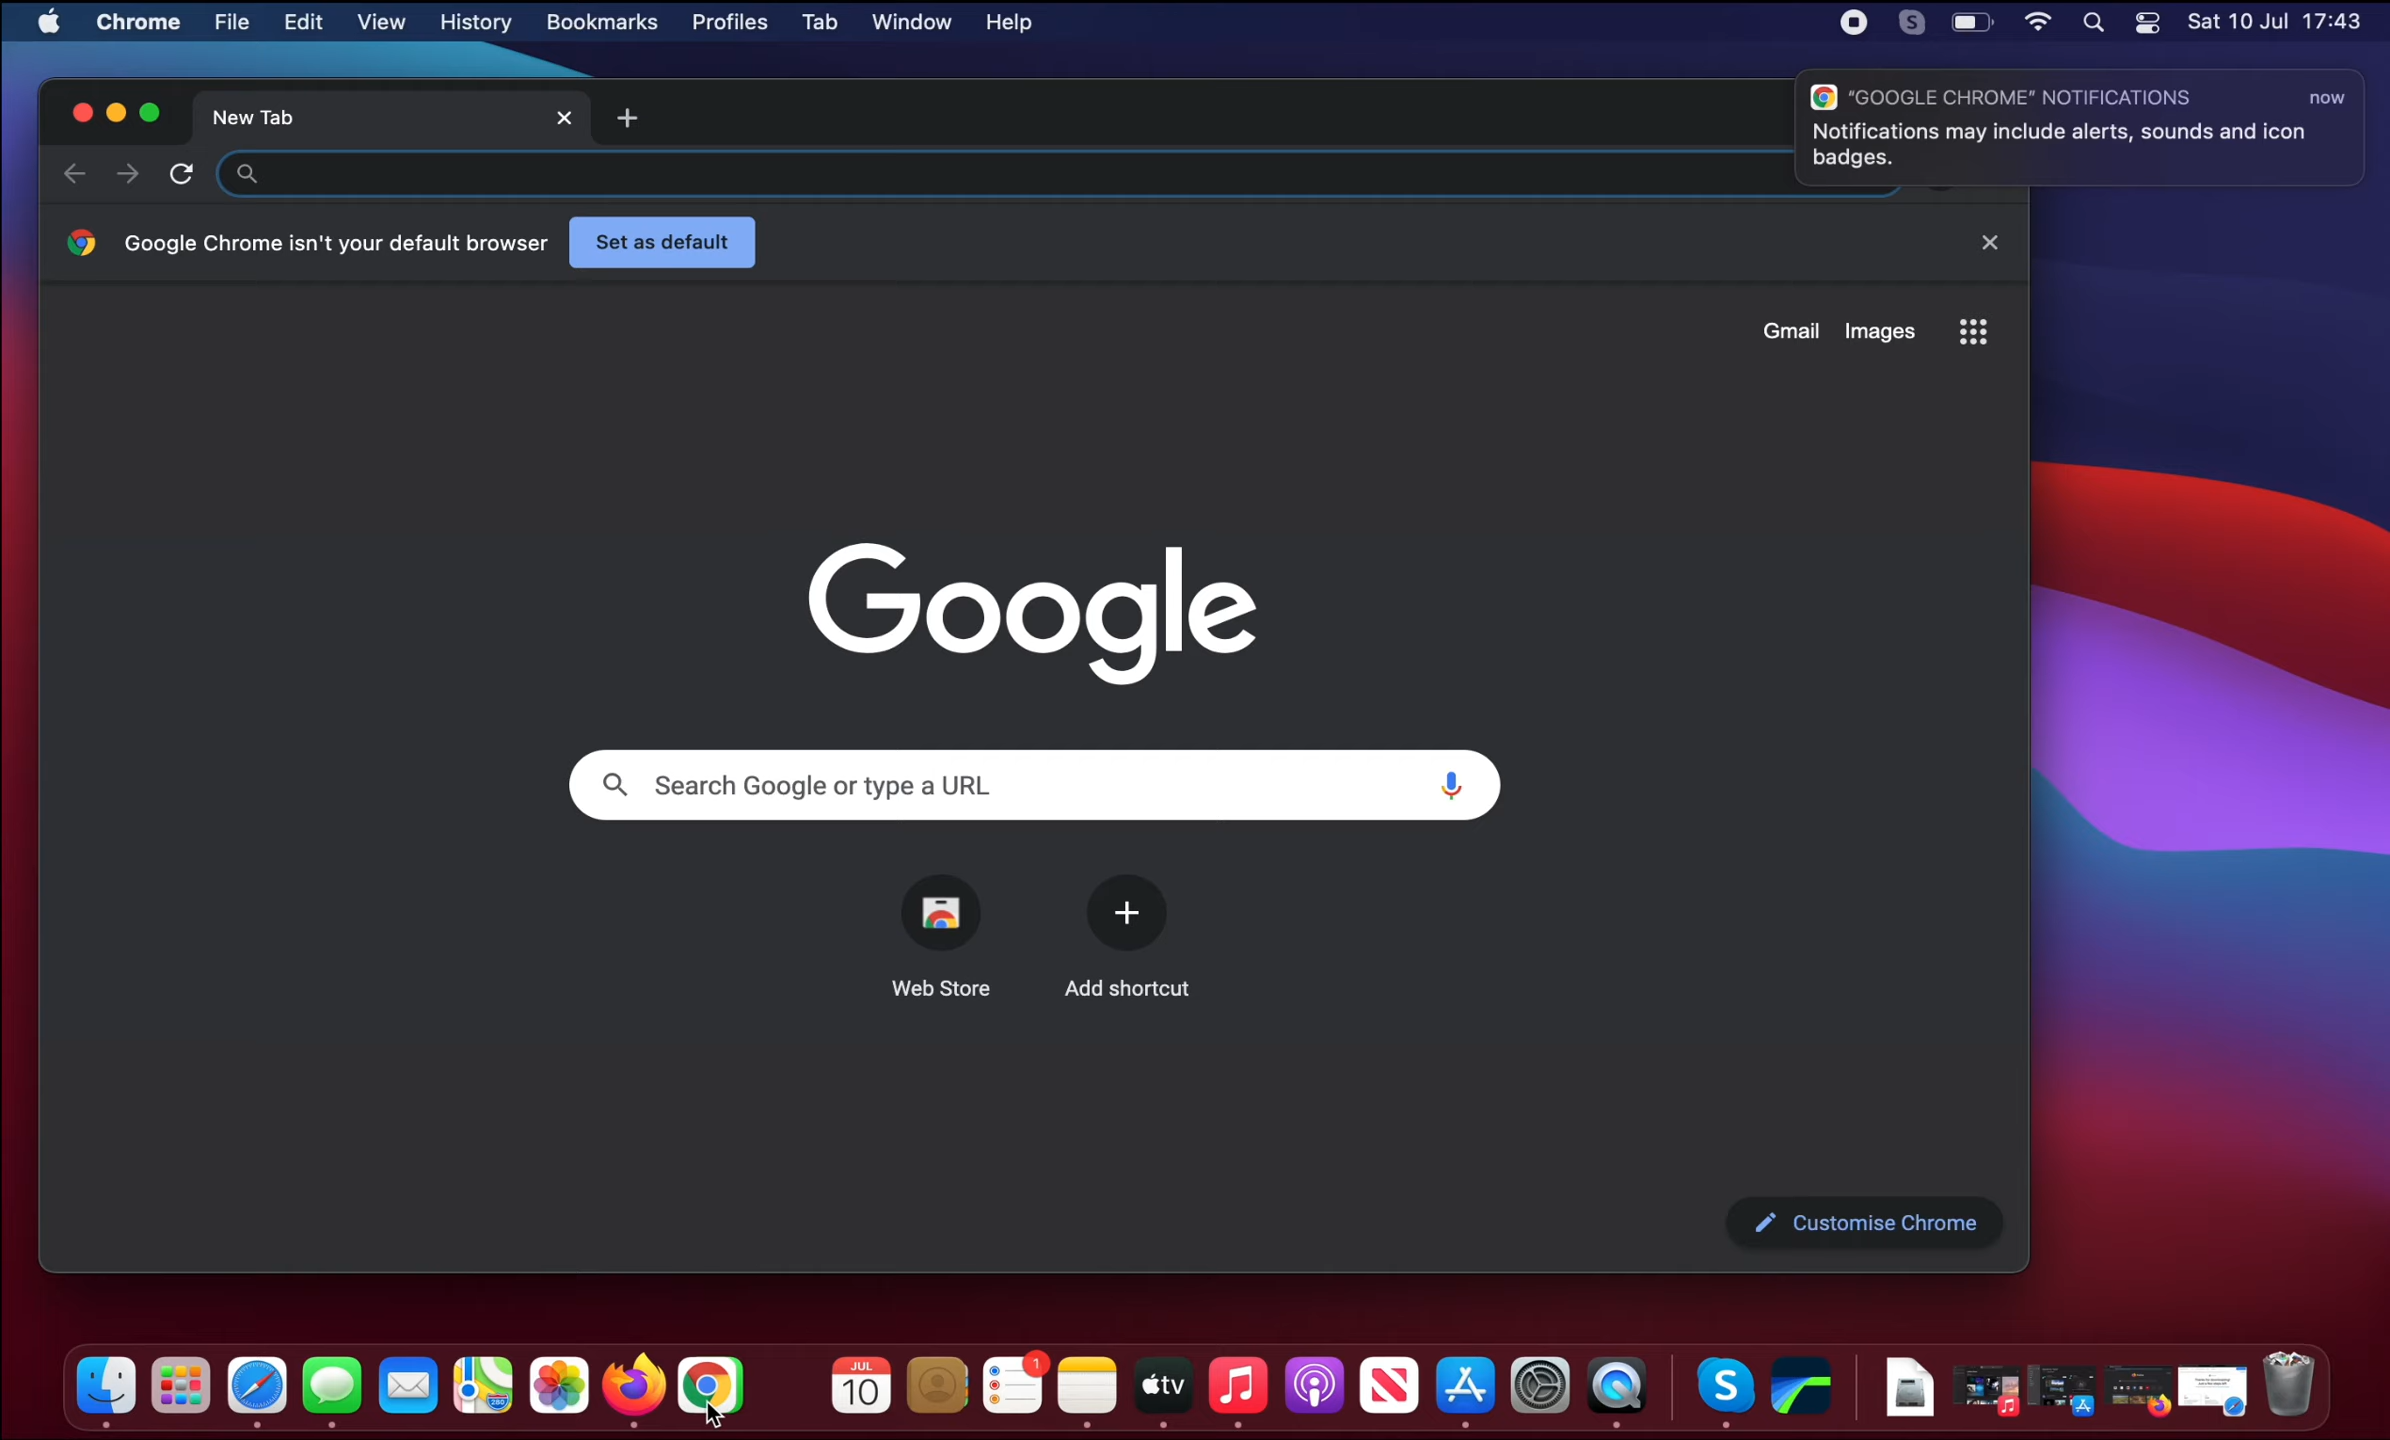 Chrome File Edit View History Bookmarks Profiles Tab Window Help S Sat 10 Jul 17:43
New Tab
"GOOGLE CHROME" NOTIFICATIONS now
Notifications may include alerts, sounds and icon
badges.
Google Chrome isn't your default browser Set as default
Gmail Images
Google
Search Google or type a URL
Web Store Add shortcut
Customise Chrome
280
JUL
10
1
tv
S